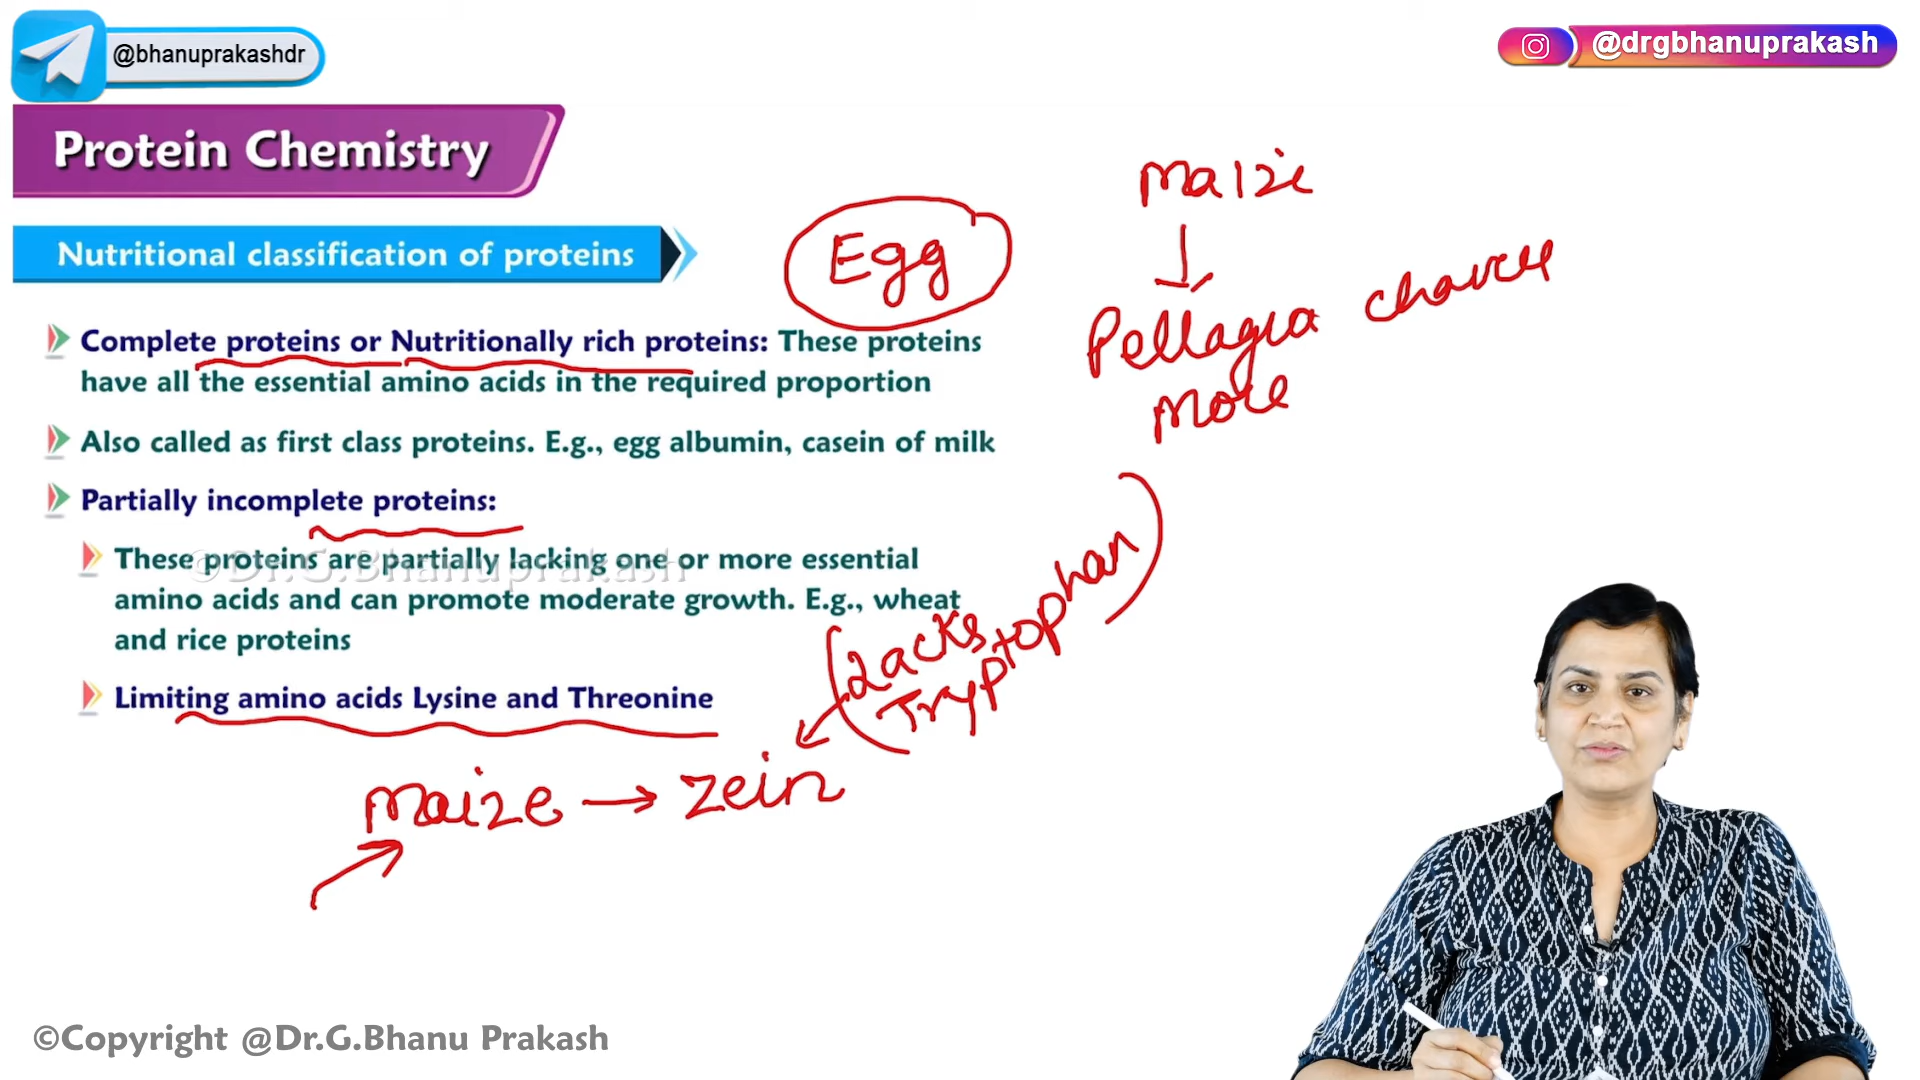 @bhanuprakashdr
@drgbhanuprakash
Protein Chemistry
Nutritional classification of proteins
Egg
Maize
Pellagra chances
More
Complete proteins or Nutritionally rich proteins: These proteins
have all the essential amino acids in the required proportion
Also called as first class proteins. E.g., egg albumin, casein of milk
Partially incomplete proteins:
These proteins are partially lacking one or more essential
amino acids and can promote moderate growth. E.g., wheat
and rice proteins
©Dr.G.Bhanuprakash
Lacks
Tryptophan
Limiting amino acids Lysine and Threonine
Maize → Zein
©Copyright @Dr.G.Bhanu Prakash